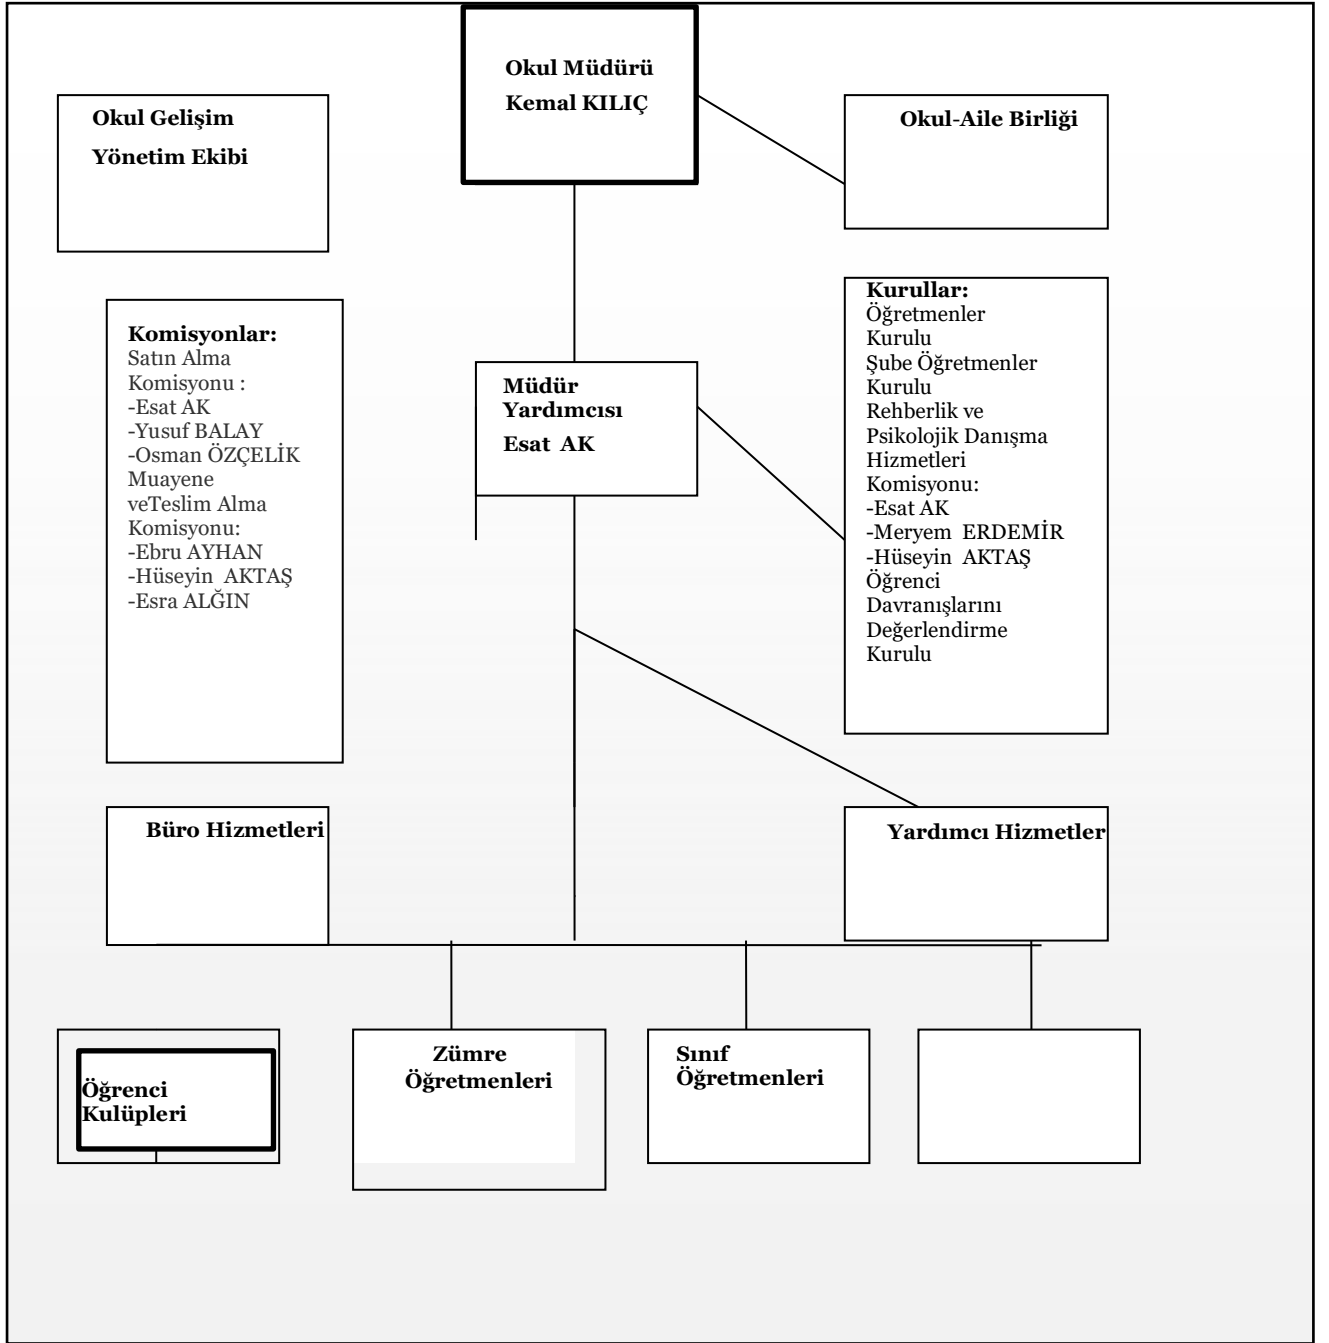 Okul Müdürü
Kemal KILIÇ
Okul Gelişim
Yönetim Ekibi
Okul-Aile Birliği
Komisyonlar:
Satın Alma
Komisyonu :
-Esat AK
-Yusuf BALAY
-Osman ÖZÇELİK
Muayene
veTeslim Alma
Komisyonu:
-Ebru AYHAN
-Hüseyin  AKTAŞ
-Esra ALĞIN
Müdür
Yardımcısı
Esat  AK
Kurullar:
Öğretmenler
Kurulu
Şube Öğretmenler
Kurulu
Rehberlik ve
Psikolojik Danışma
Hizmetleri
Komisyonu:
-Esat AK
-Meryem  ERDEMİR
-Hüseyin  AKTAŞ
Öğrenci
Davranışlarını
Değerlendirme
Kurulu
Büro Hizmetleri
Yardımcı Hizmetler
Öğrenci
Kulüpleri
Zümre
Öğretmenleri
Sınıf
Öğretmenleri